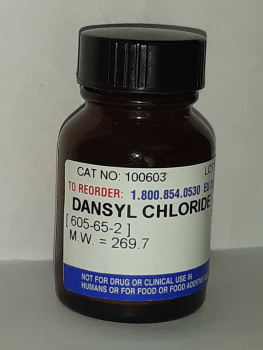 CAT NO: 100603
TO REORDER: 1.800.854.0530
DANSYL CHLORIDE
[ 605-65-2 ]
M.W. = 269.7
NOT FOR DRUG OR CLINICAL USE IN
HUMANS OR FOR FOOD OR FOOD ADDITIVE